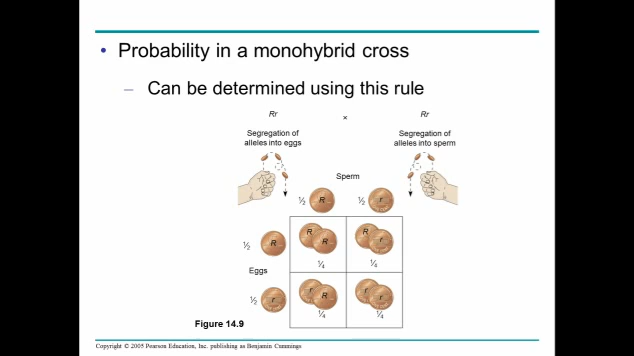 • Probability in a monohybrid cross
– Can be determined using this rule
Rr × Rr
Segregation of
alleles into eggs
Segregation of
alleles into sperm
Sperm
½ R ½ r
½ R
R R R r
¼ ¼
Eggs
½ r
r R r r
¼ ¼
Figure 14.9
Copyright © 2005 Pearson Education, Inc. publishing as Benjamin Cummings